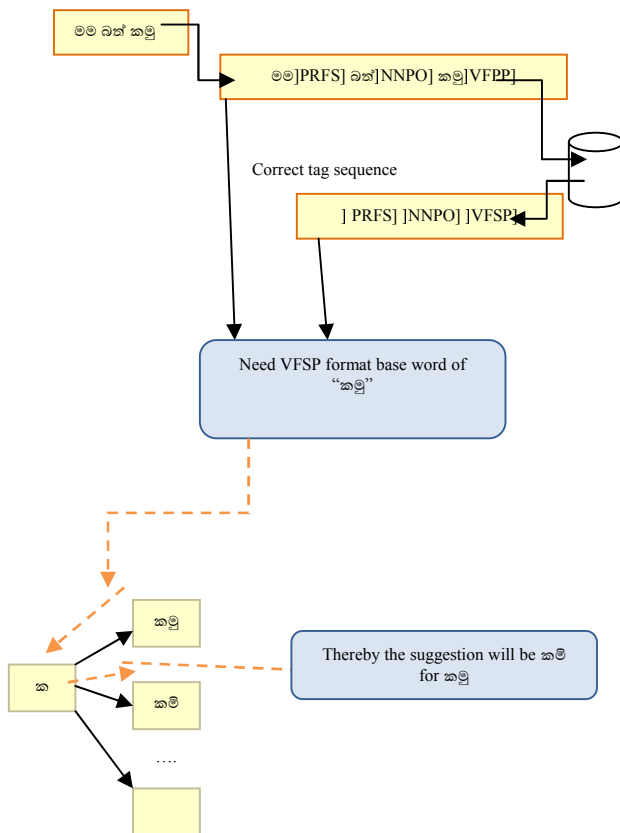 මම බත් කමු
මම]PRFS] බත්]NNPO] කමු]VFPP]
Correct tag sequence
] PRFS] ]NNPO] ]VFSP]
Need VFSP format base word of
“කමු”
කමු
Thereby the suggestion will be කමි
for කමු
ක
කමි
....